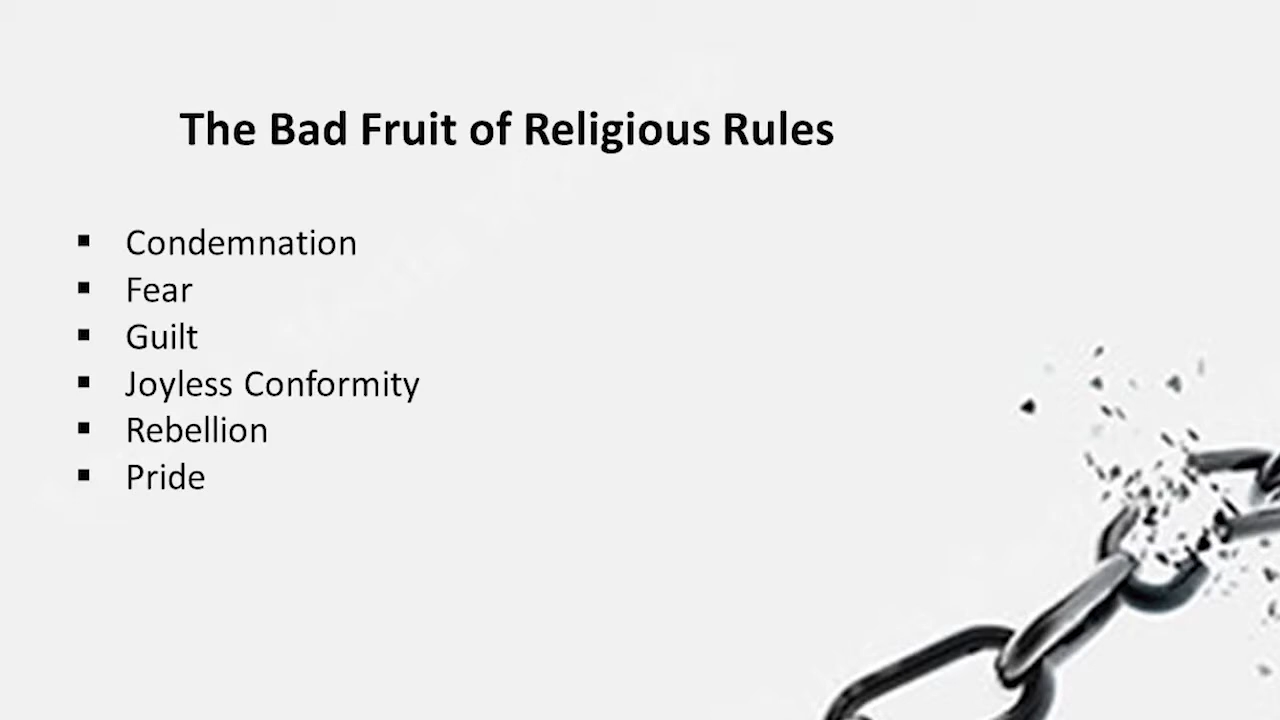 The Bad Fruit of Religious Rules
▪ Condemnation
▪ Fear
▪ Guilt
▪ Joyless Conformity
▪ Rebellion
▪ Pride